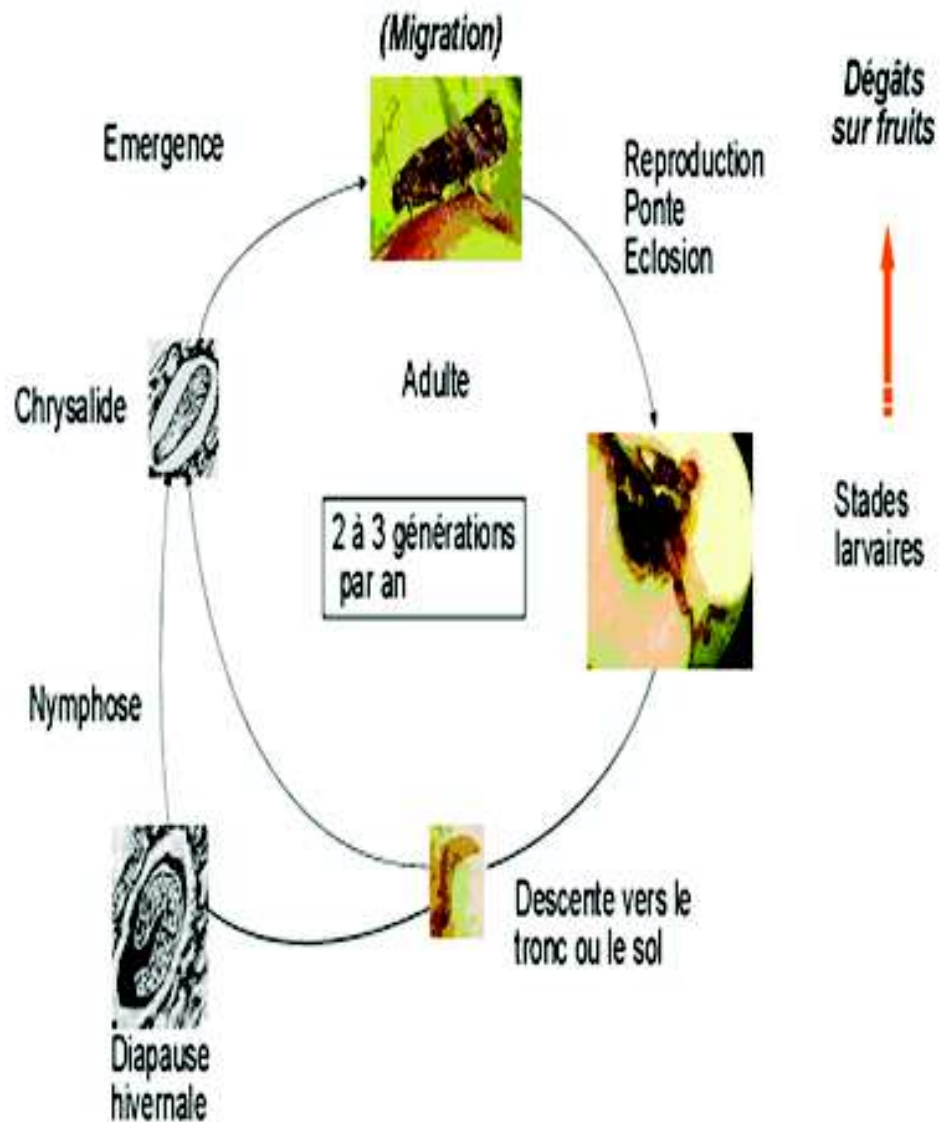 (Migration)
Dégâts
sur fruits
Emergence
Reproduction
Ponte
Eclosion
Chrysalide
Adulte
2 à 3 générations
par an
Stades
larvaires
Nymphose
Descente vers le
tronc ou le sol
Diapause
hivernale